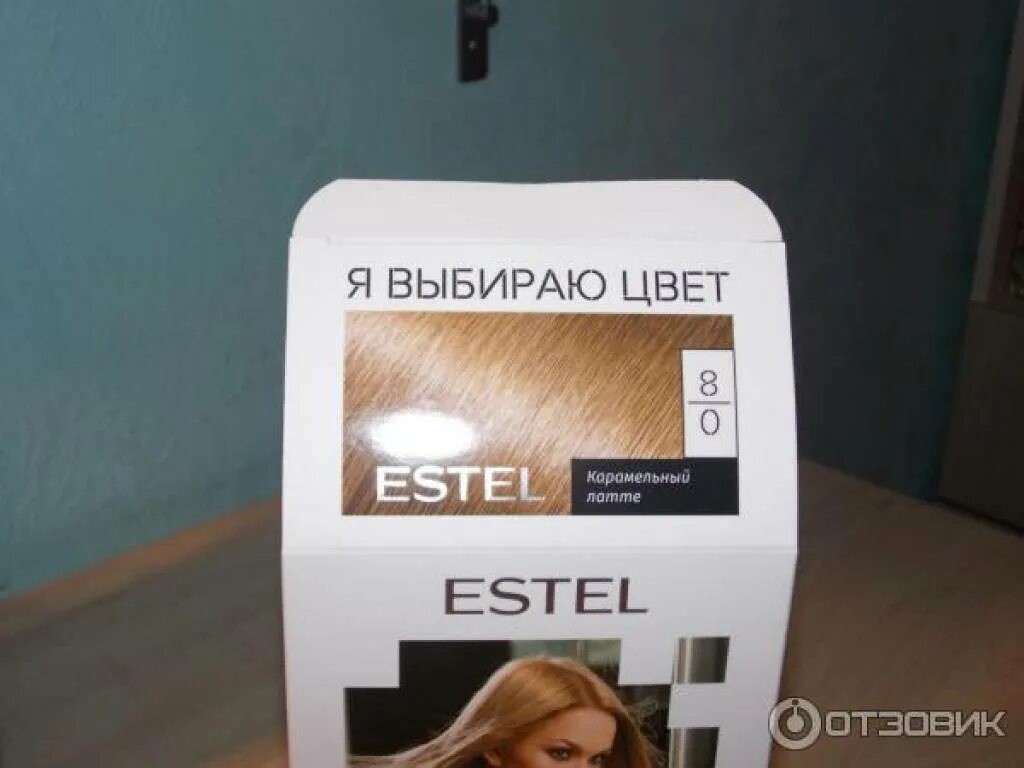 Я ВЫБИРАЮ ЦВЕТ
8
0
ESTEL
Карамельный
латте
ESTEL
ОТЗОВИК